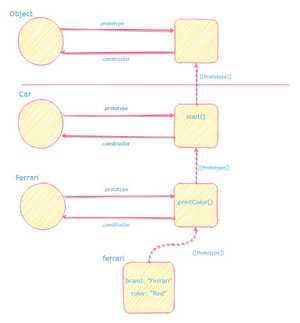 Object
.prototype
.constructor
[[Prototype]]
Car
.prototype
start()
.constructor
[[Prototype]]
Ferrari
.prototype
printColor()
.constructor
[[Prototype]]
ferrari
brand: "Ferrari"
color: "Red"